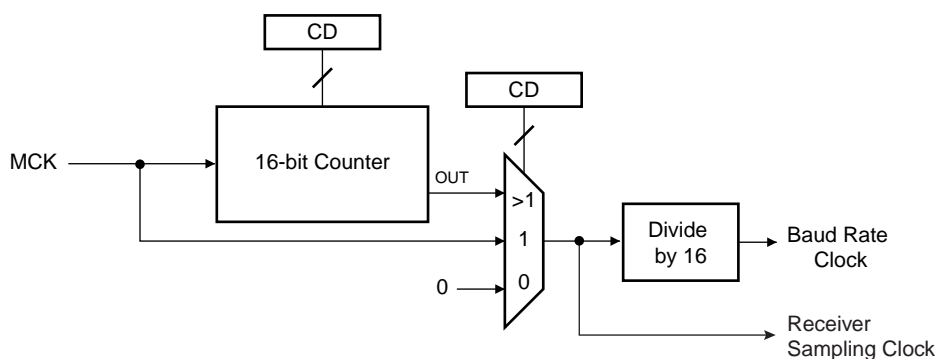 CD
CD
MCK
16-bit Counter
OUT
>1
1
0
0
Divide
by 16
Baud Rate
Clock
Receiver
Sampling Clock